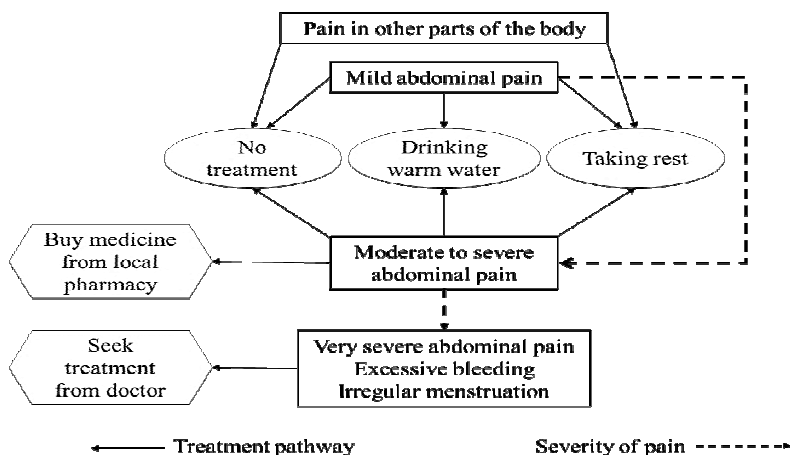 Pain in other parts of the body
Mild abdominal pain
No
treatment
Drinking
warm water
Taking rest
Buy medicine
from local
pharmacy
Moderate to severe
abdominal pain
Seek
treatment
from doctor
Very severe abdominal pain
Excessive bleeding
Irregular menstruation
Treatment pathway
Severity of pain